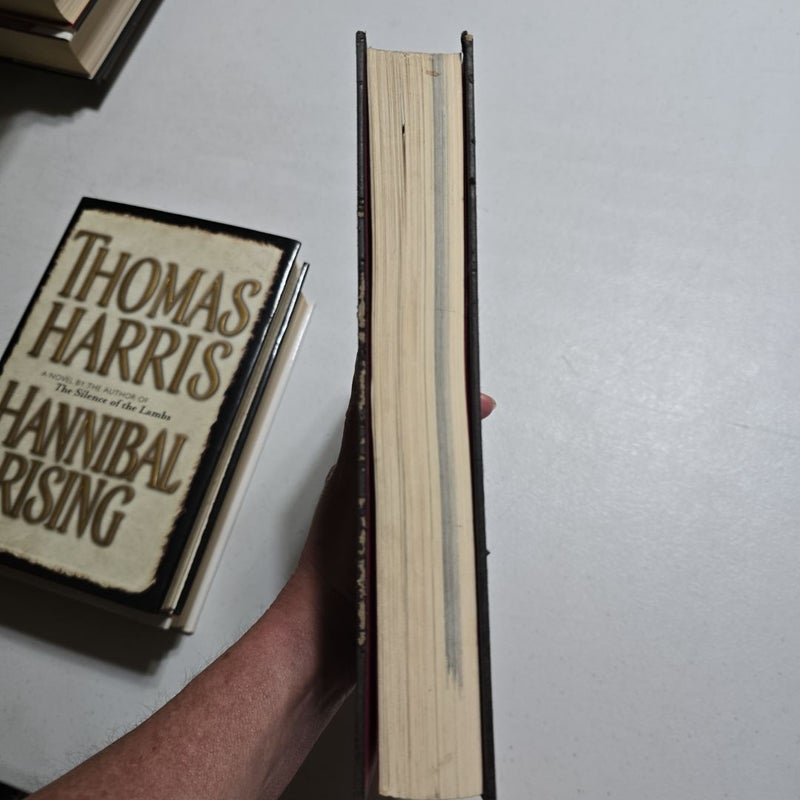 THOMAS
HARRIS
A NOVEL BY THE AUTHOR OF
The Silence of the Lambs
HANNIBAL
RISING